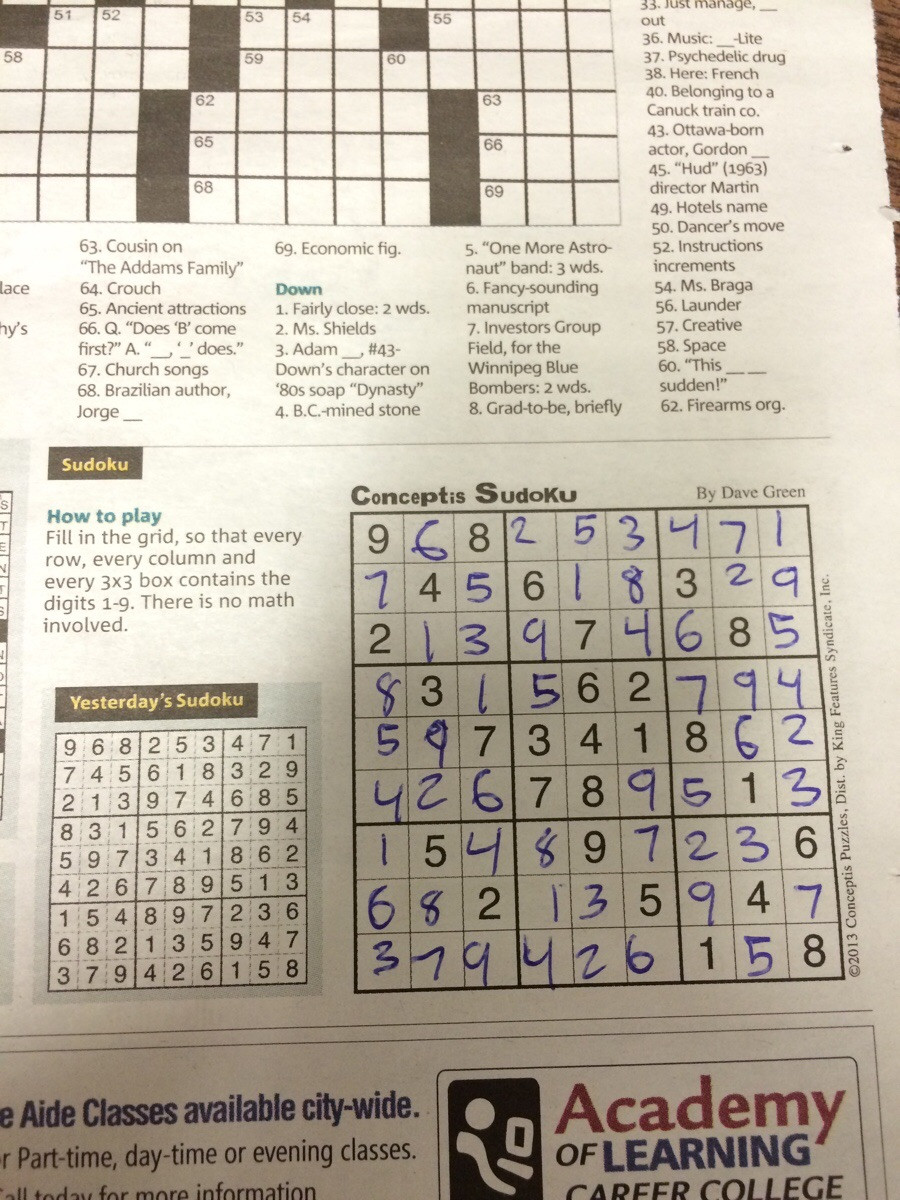 51 52 53 54 55
58 59 60
62 63
65 66
68 69
33. Just manage, __
out
36. Music: __-Lite
37. Psychedelic drug
38. Here: French
40. Belonging to a
Canuck train co.
43. Ottawa-born
actor, Gordon __
45. “Hud” (1963)
director Martin
49. Hotels name
50. Dancer’s move
52. Instructions
increments
54. Ms. Braga
56. Launder
57. Creative
58. Space
60. “This __ __
sudden!”
62. Firearms org.
lace
hy’s
63. Cousin on
“The Addams Family”
64. Crouch
65. Ancient attractions
66. Q. “Does ‘B’ come
first?” A. “__, ‘_’ does.”
67. Church songs
68. Brazilian author,
Jorge __
69. Economic fig.
Down
1. Fairly close: 2 wds.
2. Ms. Shields
3. Adam __, #43-
Down’s character on
’80s soap “Dynasty”
4. B.C.-mined stone
5. “One More Astro-
naut” band: 3 wds.
6. Fancy-sounding
manuscript
7. Investors Group
Field, for the
Winnipeg Blue
Bombers: 2 wds.
8. Grad-to-be, briefly
Sudoku
How to play
Fill in the grid, so that every
row, every column and
every 3x3 box contains the
digits 1-9. There is no math
involved.
Yesterday’s Sudoku
9 6 8 2 5 3 4 7 1
7 4 5 6 1 8 3 2 9
2 1 3 9 7 4 6 8 5
8 3 1 5 6 2 7 9 4
5 9 7 3 4 1 8 6 2
4 2 6 7 8 9 5 1 3
1 5 4 8 9 7 2 3 6
6 8 2 1 3 5 9 4 7
3 7 9 4 2 6 1 5 8
Conceptis SudoKu
By Dave Green
9 6 8 2 5 3 4 7 1
7 4 5 6 1 8 3 2 9
2 1 3 9 7 4 6 8 5
8 3 1 5 6 2 7 9 4
5 9 7 3 4 1 8 6 2
4 2 6 7 8 9 5 1 3
1 5 4 8 9 7 2 3 6
6 8 2 1 3 5 9 4 7
3 7 9 4 2 6 1 5 8
©2013 Conceptis Puzzles, Dist. by King Features Syndicate, Inc.
e Aide Classes available city-wide.
r Part-time, day-time or evening classes.
all today for more information
Academy
OF LEARNING
CAREER COLLEGE